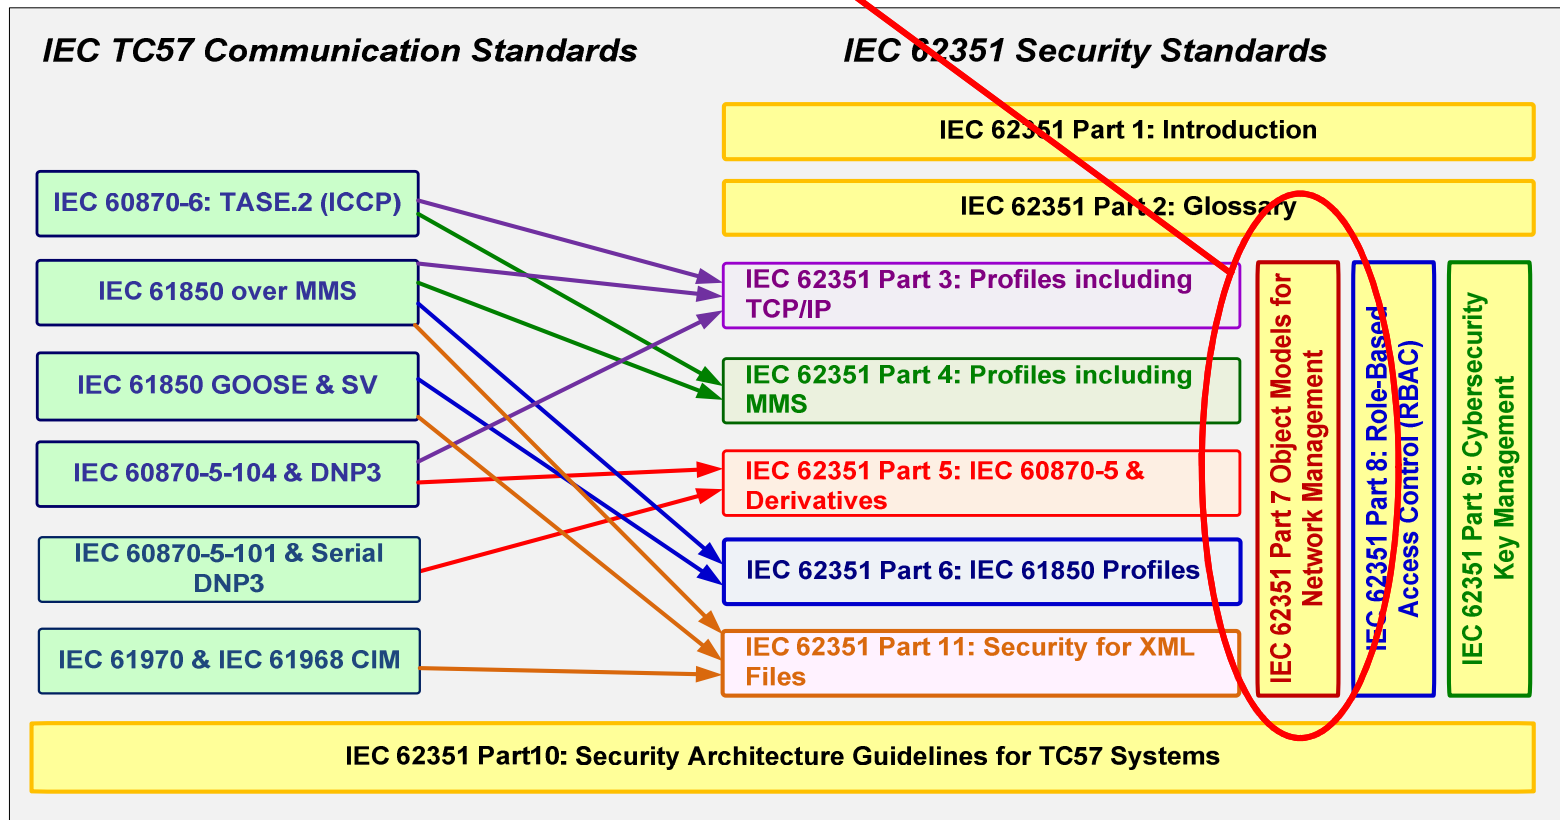 IEC TC57 Communication Standards
IEC 62351 Security Standards
IEC 62351 Part 1: Introduction
IEC 62351 Part 2: Glossary
IEC 60870-6: TASE.2 (ICCP)
IEC 61850 over MMS
IEC 61850 GOOSE & SV
IEC 60870-5-104 & DNP3
IEC 60870-5-101 & Serial
DNP3
IEC 61970 & IEC 61968 CIM
IEC 62351 Part 3: Profiles including
TCP/IP
IEC 62351 Part 4: Profiles including
MMS
IEC 62351 Part 5: IEC 60870-5 &
Derivatives
IEC 62351 Part 6: IEC 61850 Profiles
IEC 62351 Part 11: Security for XML
Files
IEC 62351 Part 7 Object Models for
Network Management
IEC 62351 Part 8: Role-Based
Access Control (RBAC)
IEC 62351 Part 9: Cybersecurity
Key Management
IEC 62351 Part10: Security Architecture Guidelines for TC57 Systems